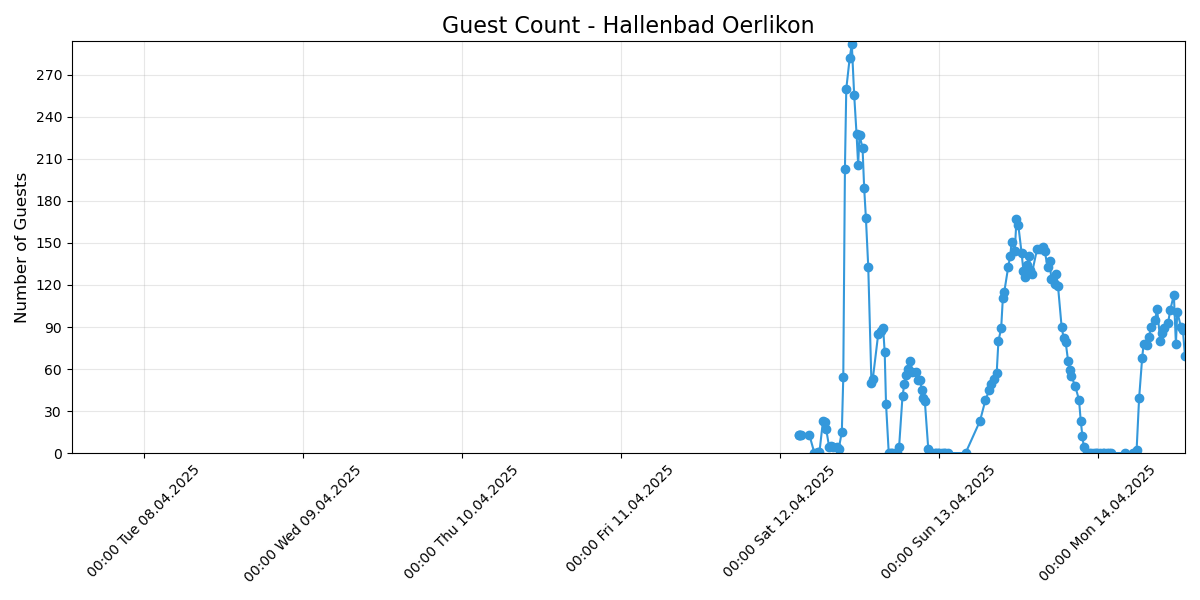 Guest Count - Hallenbad Oerlikon
Number of Guests
270
240
210
180
150
120
90
60
30
0
00:00 Tue 08.04.2025
00:00 Wed 09.04.2025
00:00 Thu 10.04.2025
00:00 Fri 11.04.2025
00:00 Sat 12.04.2025
00:00 Sun 13.04.2025
00:00 Mon 14.04.2025